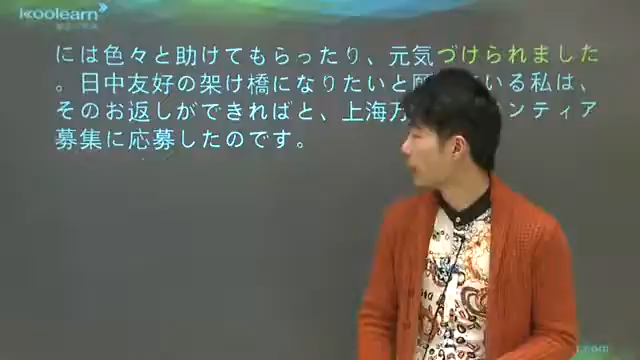 koolearn
には色々と助けてもらったり、元気づけられました
。日中友好の架け橋になりたいと いる私は、
そのお返しができればと、上海 ンティア
募集に応募したのです。